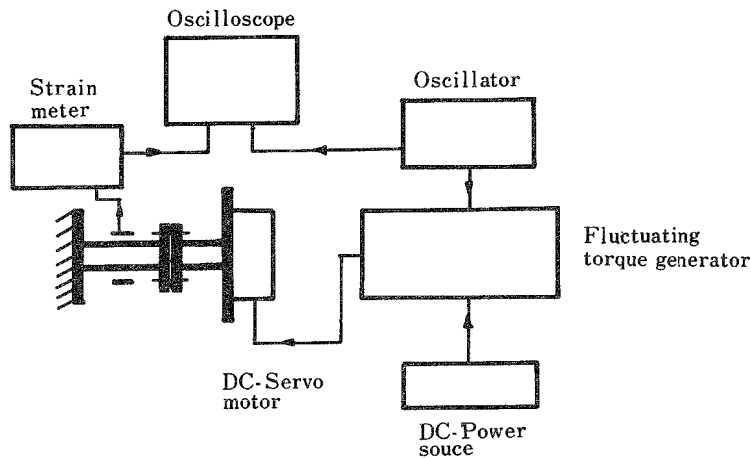 Oscilloscope
Strain
meter
Oscillator
Fluctuating
torque generator
DC-Servo
motor
DC-Power
souce